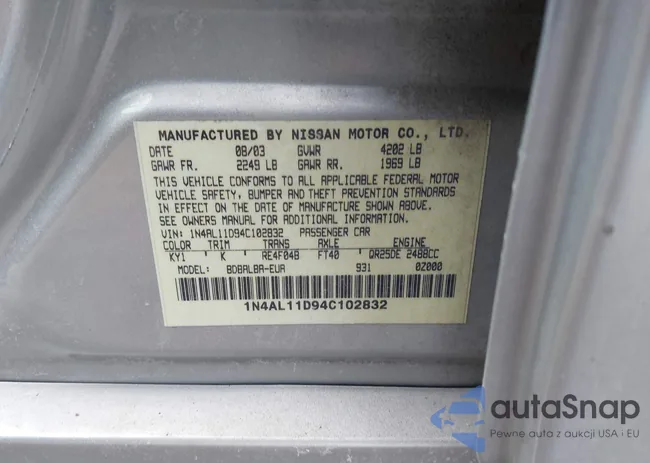 MANUFACTURED BY NISSAN MOTOR CO., LTD.
DATE 08/03 GVWR 4202 LB
GAWR FR. 2249 LB GAWR RR. 1969 LB
THIS VEHICLE CONFORMS TO ALL APPLICABLE FEDERAL MOTOR
VEHICLE SAFETY, BUMPER AND THEFT PREVENTION STANDARDS
IN EFFECT ON THE DATE OF MANUFACTURE SHOWN ABOVE.
SEE OWNERS MANUAL FOR ADDITIONAL INFORMATION.
VIN: 1N4AL11D94C102832 PASSENGER CAR
COLOR TRIM TRANS AXLE ENGINE
KY1 K RE4F04B FT40 QR25DE 2488CC
MODEL: BDBALBA-EUA 931 0Z000
1N4AL11D94C102832
autoSnap
Pewne auta z aukcji USA i EU